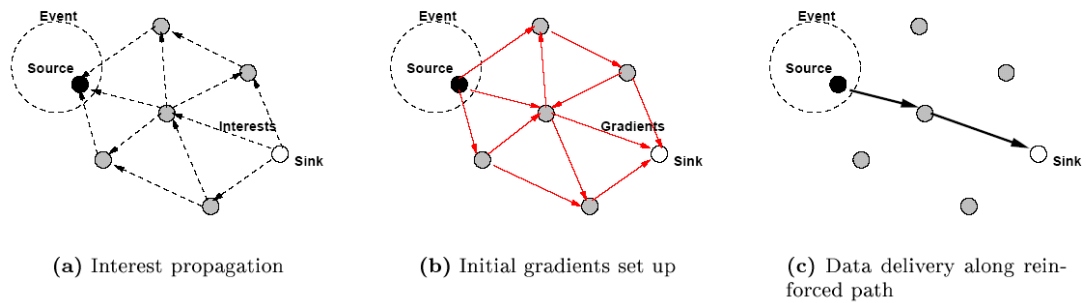 Event
Source
Interests
Sink
(a) Interest propagation
Event
Source
Gradients
Sink
(b) Initial gradients set up
Event
Source
Sink
(c) Data delivery along rein-
forced path